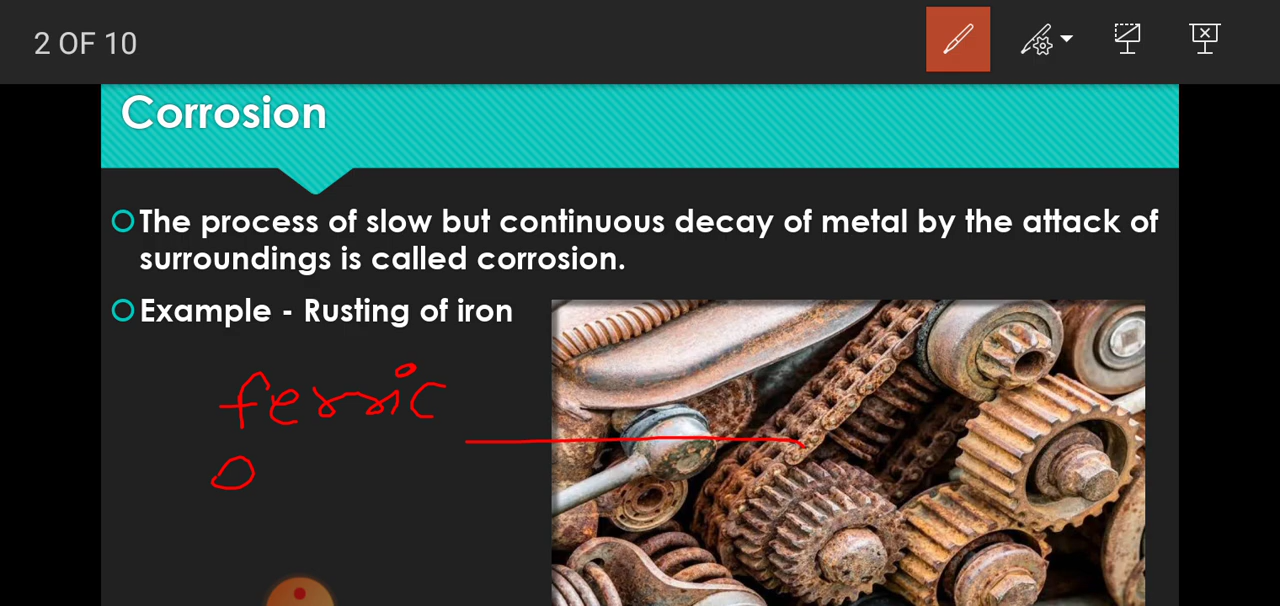 2 OF 10
Corrosion
The process of slow but continuous decay of metal by the attack of
surroundings is called corrosion.
Example - Rusting of iron
ferric
O